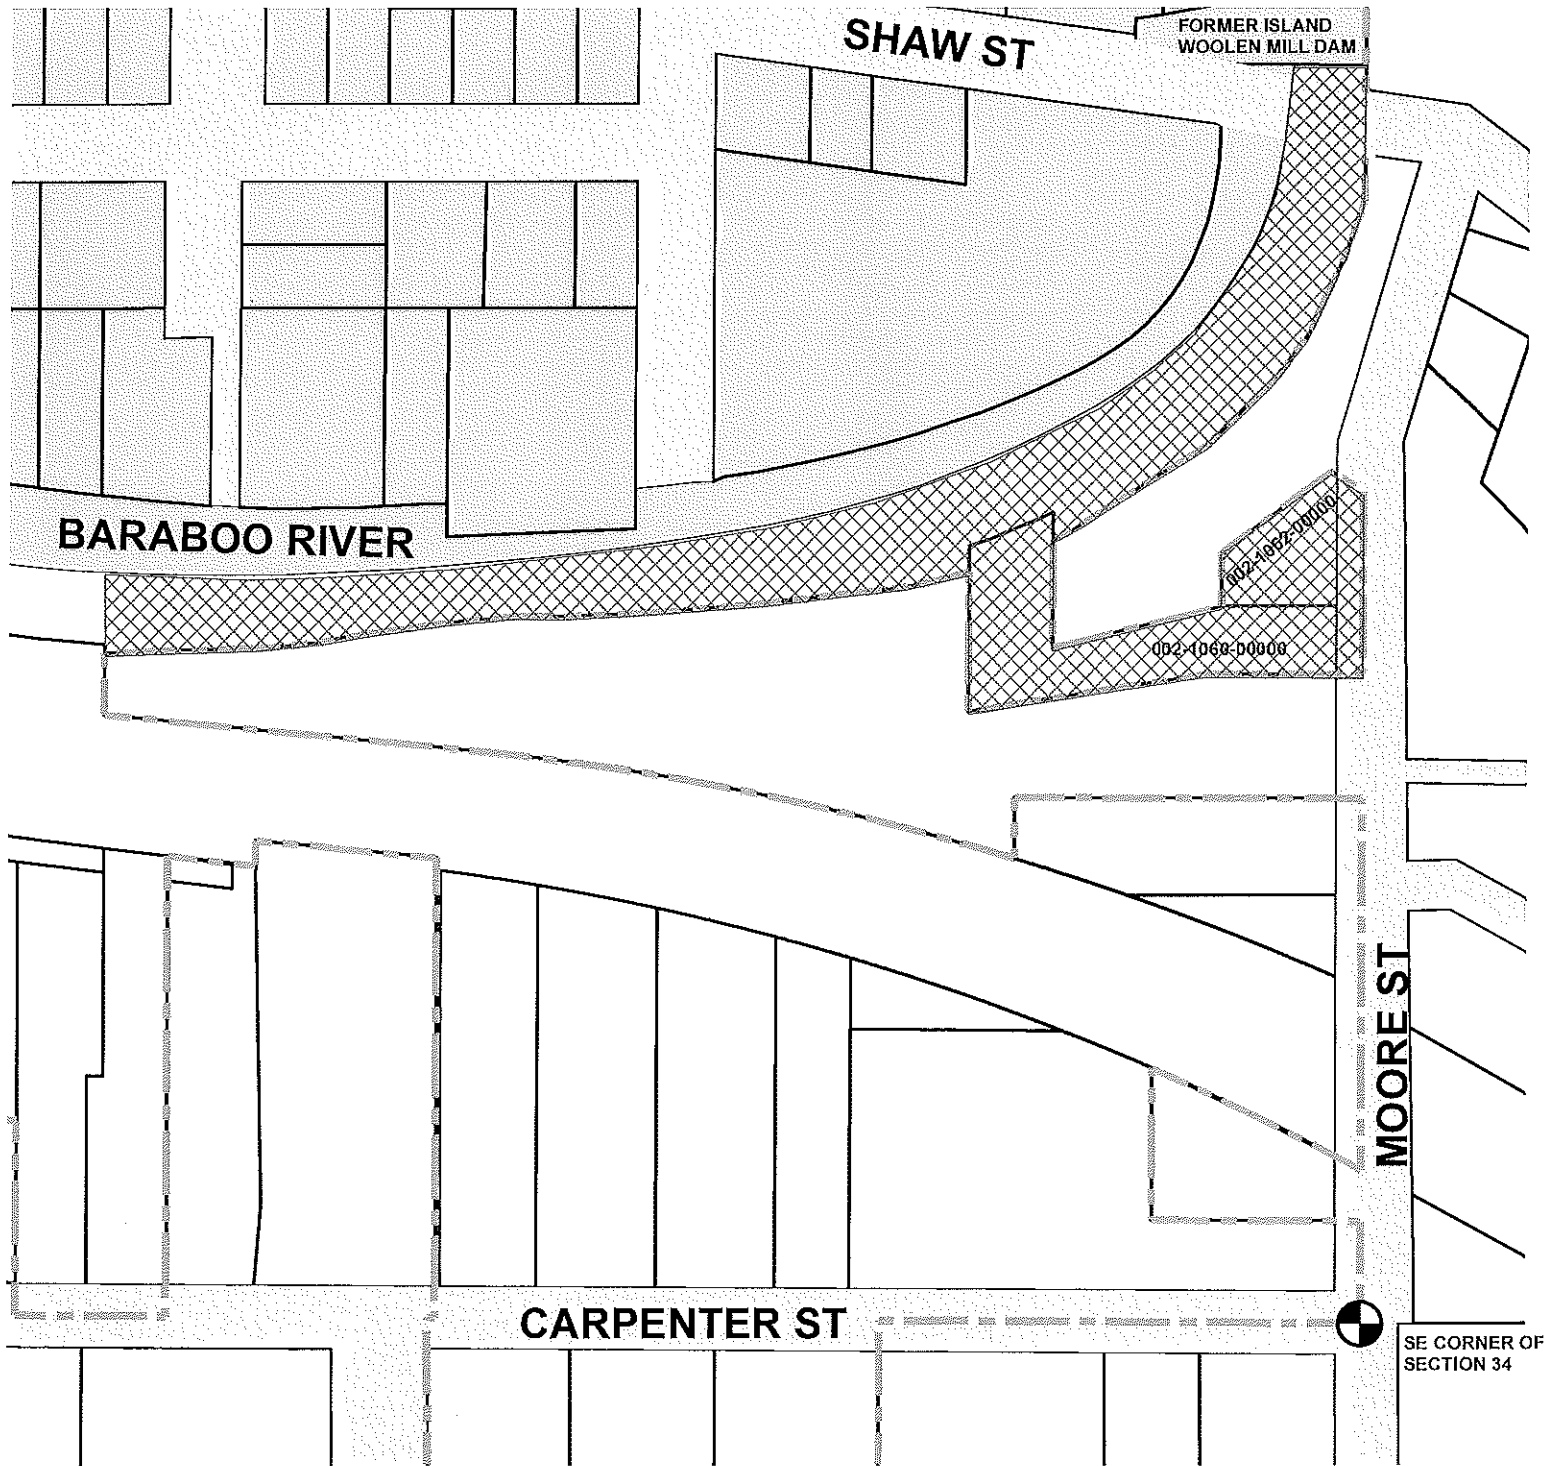 SHAW ST
FORMER ISLAND
WOOLEN MILL DAM
BARABOO RIVER
002-1062-00000
002-1060-00000
MOORE ST
CARPENTER ST
SE CORNER OF
SECTION 34